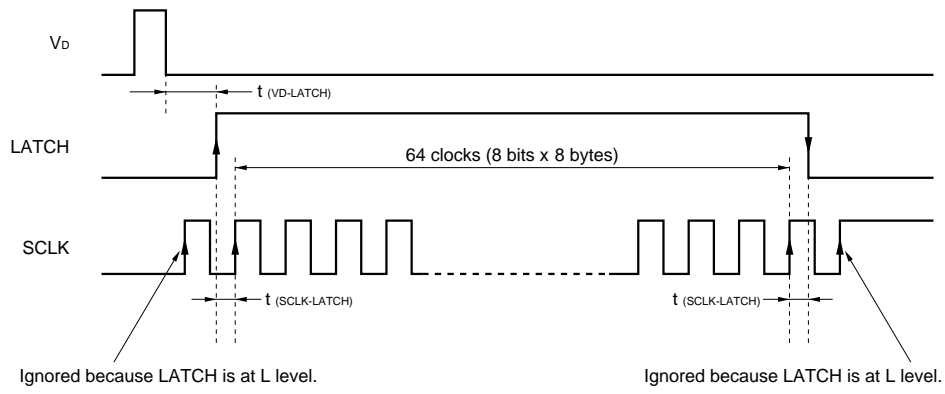 VD
t (VD-LATCH)
LATCH
64 clocks (8 bits x 8 bytes)
SCLK
t (SCLK-LATCH)
t (SCLK-LATCH)
Ignored because LATCH is at L level.
Ignored because LATCH is at L level.